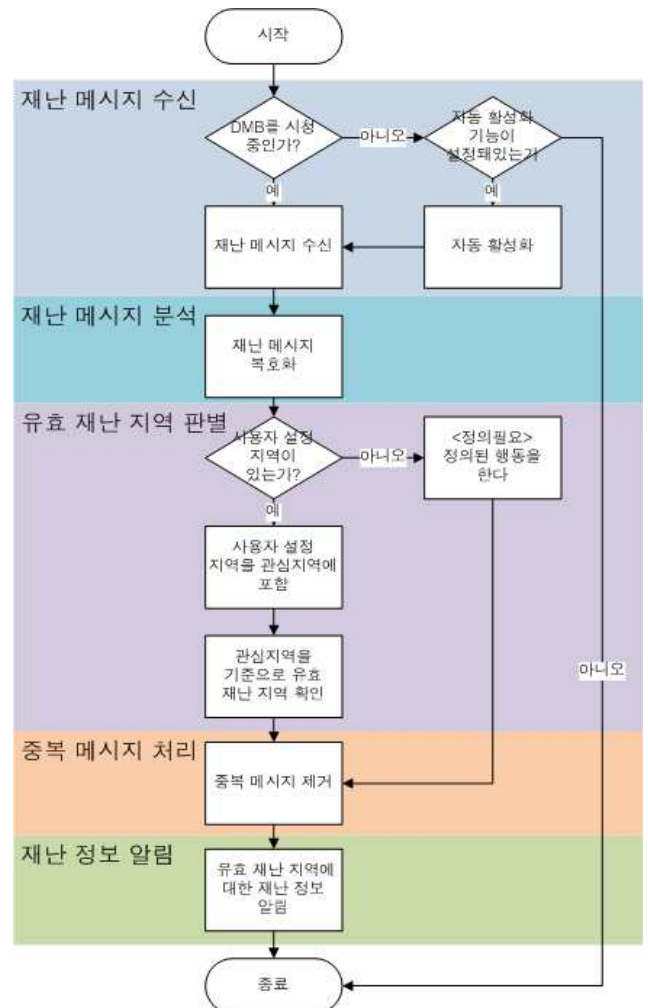 시작
재난 메시지 수신
DMB를 시청
중인가?
아니오
자동 활성화
기능이
설정돼있는가
예
예
재난 메시지 수신
자동 활성화
재난 메시지 분석
재난 메시지
복호화
유효 재난 지역 판별
사용자 설정
지역이
있는가?
아니오
<정의필요>
정의된 행동을
한다
예
사용자 설정
지역을 관심지역에
포함
관심지역을
기준으로 유효
재난 지역 확인
아니오
중복 메시지 처리
중복 메시지 제거
재난 정보 알림
유효 재난 지역에
대한 재난 정보
알림
종료